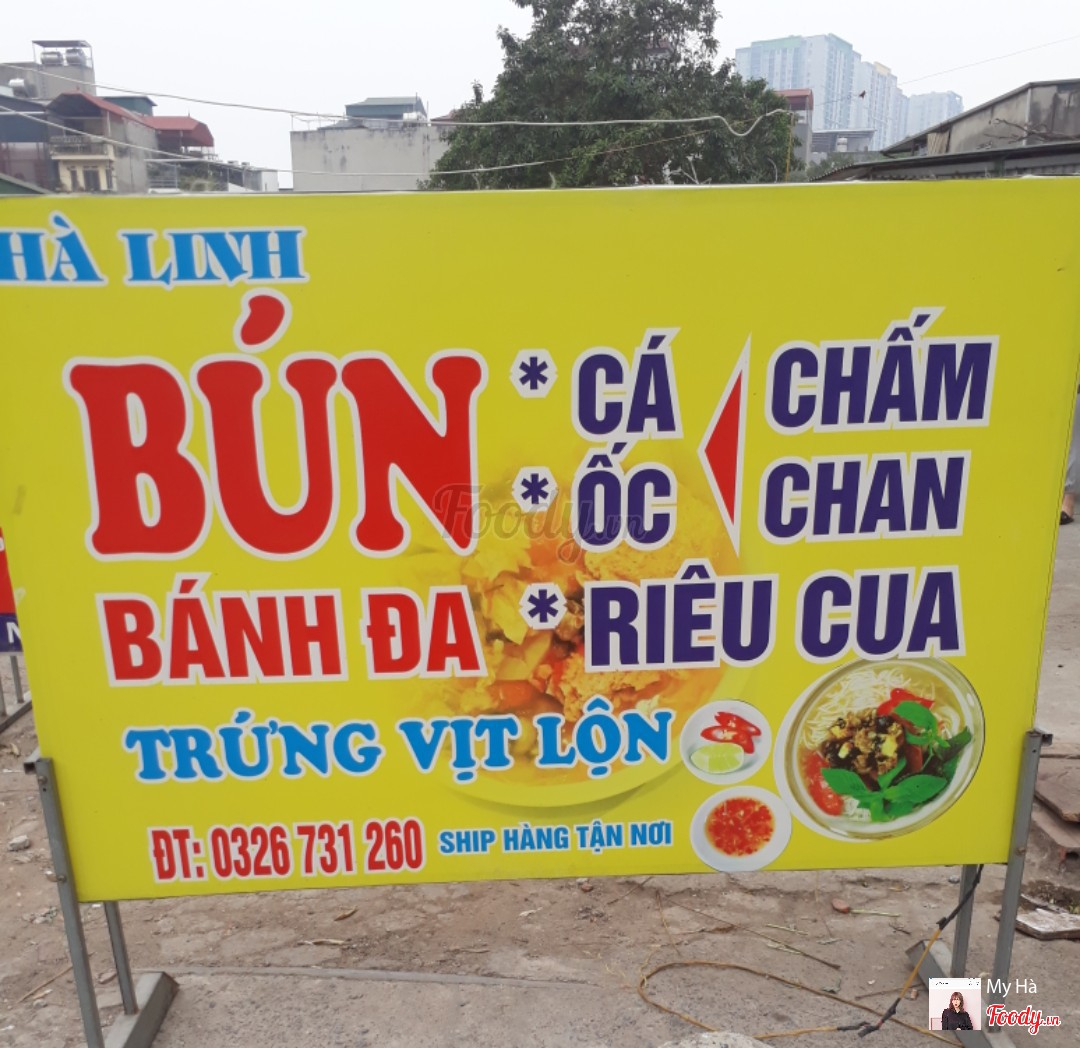 HÀ LINH
BÚN * CÁ CHẤM
* ỐC CHAN
BÁNH ĐA * RIÊU CUA
TRỨNG VỊT LỘN
ĐT: 0326 731 260 SHIP HÀNG TẬN NƠI
Foody.vn
My Hà
Foody.vn